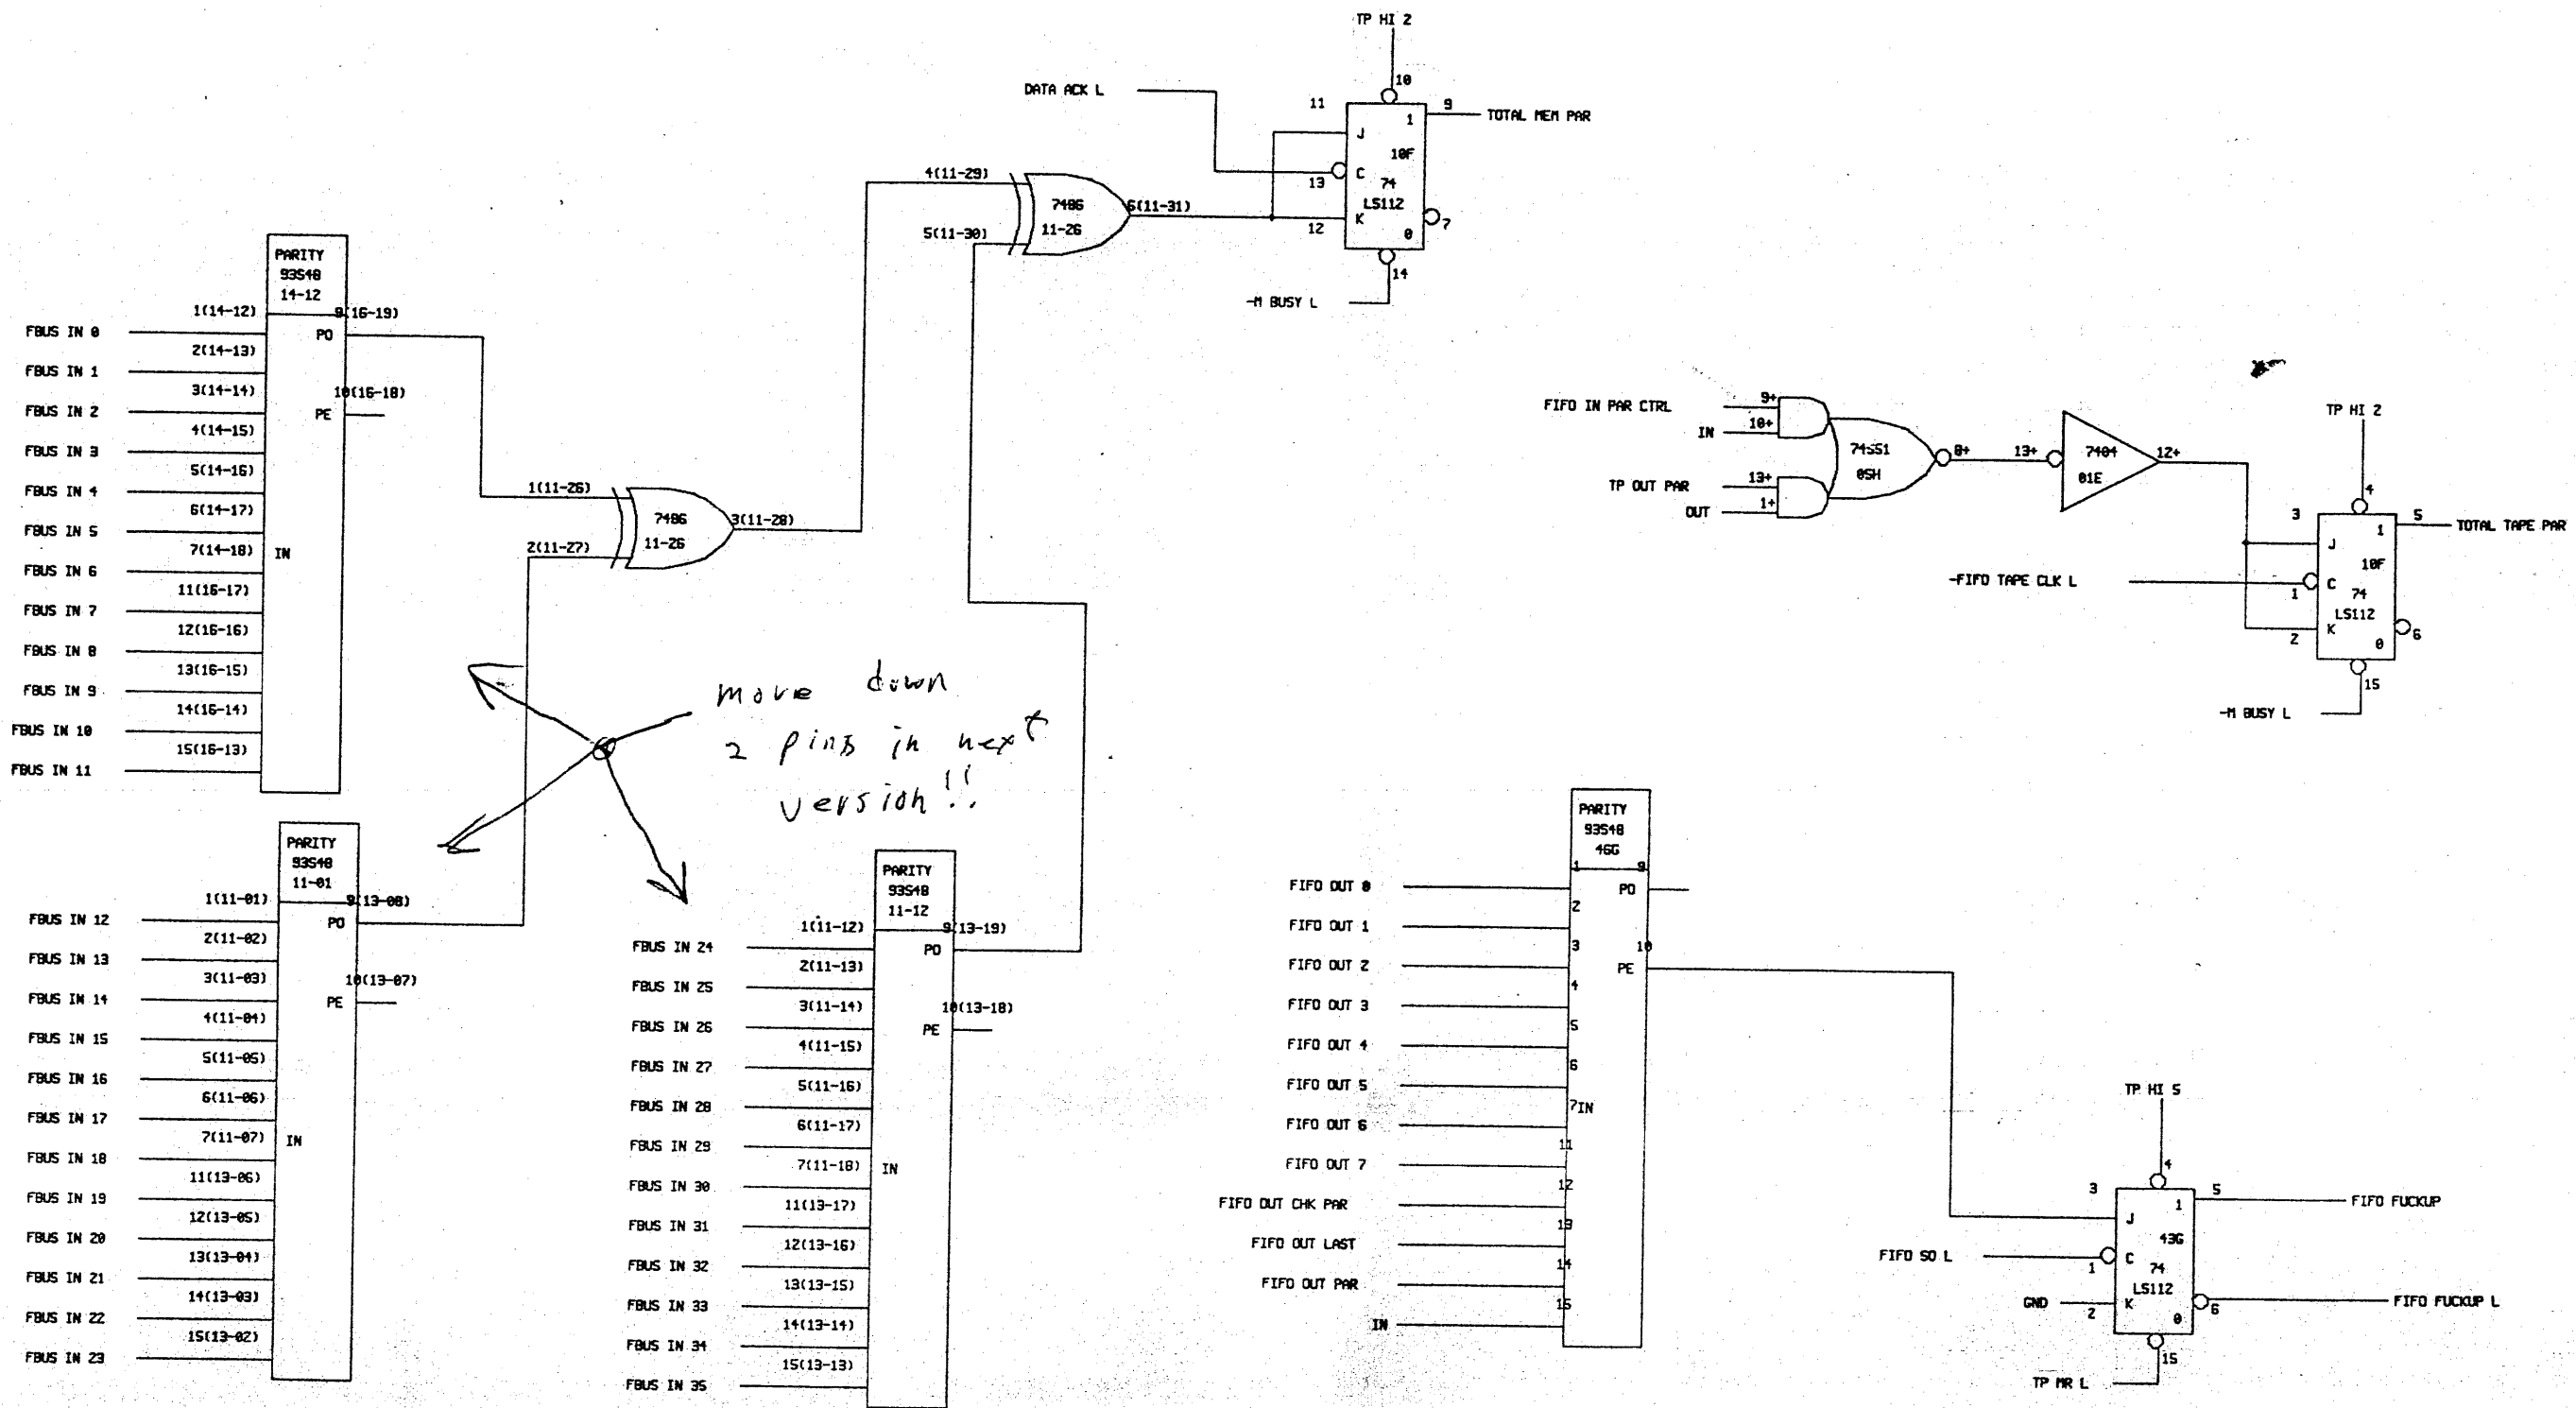 TP HI 2
DATA ACK L
10
11
9
TOTAL MEM PAR
1
J
10F
C
13
74
LS112
K
12
7
0
14
-M BUSY L
4(11-29)
7486
11-26
6(11-31)
5(11-30)
PARITY
93S48
14-12
1(14-12)
9(16-19)
FBUS IN 0
PO
2(14-13)
FBUS IN 1
3(14-14)
10(16-18)
FBUS IN 2
PE
4(14-15)
FBUS IN 3
5(14-16)
FBUS IN 4
6(14-17)
FBUS IN 5
7(14-18)
IN
FBUS IN 6
11(16-17)
FBUS IN 7
12(16-16)
FBUS IN 8
13(16-15)
FBUS IN 9
14(16-14)
FBUS IN 10
15(16-13)
FBUS IN 11
1(11-26)
7486
11-26
3(11-28)
2(11-27)
FIFO IN PAR CTRL
9+
IN
10+
74S51
05H
8+
TP OUT PAR
13+
OUT
1+
13+
7404
01E
12+
TP HI 2
4
3
5
TOTAL TAPE PAR
1
J
10F
-FIFO TAPE CLK L
C
1
74
LS112
K
2
6
0
15
-M BUSY L
move down
2 pins in next
version!!
PARITY
93S48
11-01
1(11-01)
9(13-08)
FBUS IN 12
PO
2(11-02)
FBUS IN 13
3(11-03)
10(13-07)
FBUS IN 14
PE
4(11-04)
FBUS IN 15
5(11-05)
FBUS IN 16
6(11-06)
FBUS IN 17
7(11-07)
IN
FBUS IN 18
11(13-06)
FBUS IN 19
12(13-05)
FBUS IN 20
13(13-04)
FBUS IN 21
14(13-03)
FBUS IN 22
15(13-02)
FBUS IN 23
PARITY
93S48
11-12
1(11-12)
9(13-19)
FBUS IN 24
PO
2(11-13)
FBUS IN 25
3(11-14)
10(13-18)
FBUS IN 26
PE
4(11-15)
FBUS IN 27
5(11-16)
FBUS IN 28
6(11-17)
FBUS IN 29
7(11-18)
IN
FBUS IN 30
11(13-17)
FBUS IN 31
12(13-16)
FBUS IN 32
13(13-15)
FBUS IN 33
14(13-14)
FBUS IN 34
15(13-13)
FBUS IN 35
PARITY
93S48
46G
1
9
FIFO OUT 0
PO
2
FIFO OUT 1
3
10
FIFO OUT 2
PE
4
FIFO OUT 3
5
FIFO OUT 4
6
FIFO OUT 5
7
IN
FIFO OUT 6
11
FIFO OUT 7
12
FIFO OUT CHK PAR
13
FIFO OUT LAST
14
FIFO OUT PAR
15
IN
TP HI 5
4
3
5
FIFO FUCKUP
1
J
43G
FIFO SO L
C
1
74
LS112
GND
K
2
6
FIFO FUCKUP L
0
15
TP MR L